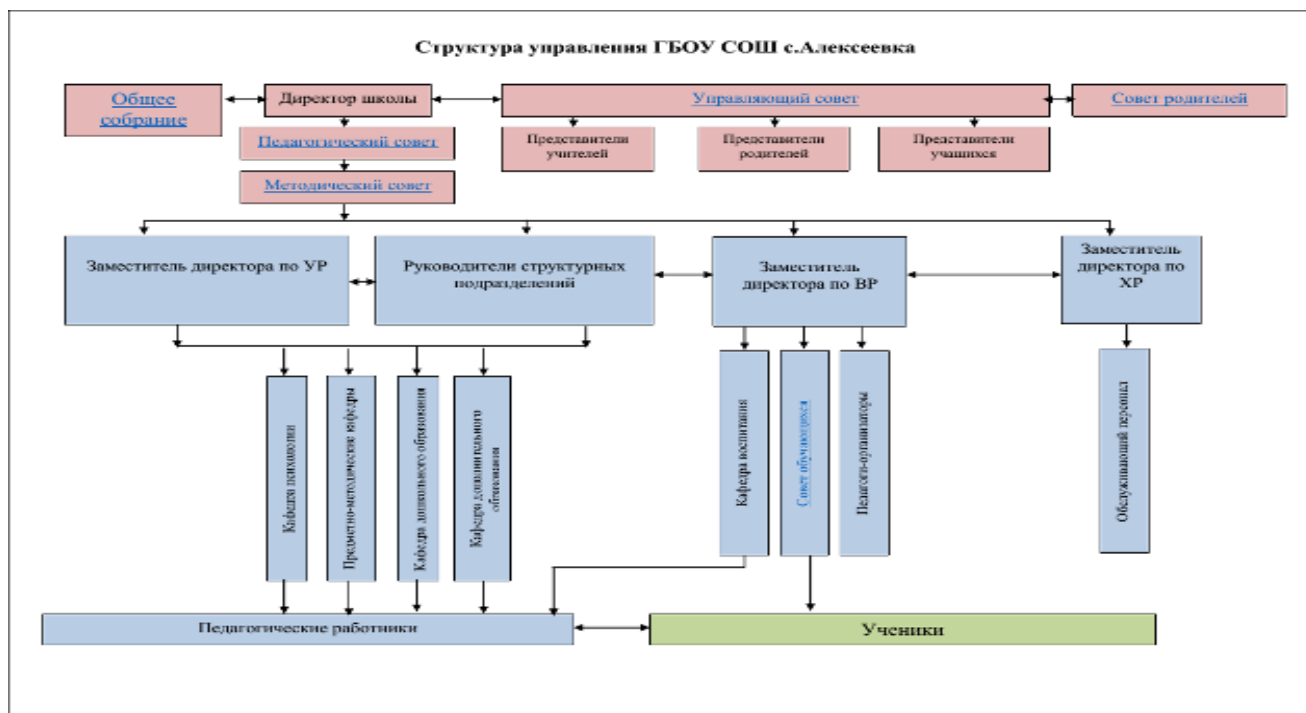 Структура управления ГБОУ СОШ с.Алексеевка
Общее
собрание
Директор школы
Управляющий совет
Совет родителей
Педагогический совет
Представители
учителей
Представители
родителей
Представители
учащихся
Методический совет
Заместитель директора по УР
Руководители структурных
подразделений
Заместитель
директора по ВР
Заместитель
директора по
ХР
Кафедра психологии
Предметно-методические кафедры
Кафедра дошкольного образования
Кафедра дополнительного
образования
Кафедра воспитания
Совет обучающихся
Педагоги-организаторы
Обслуживающий персонал
Педагогические работники
Ученики